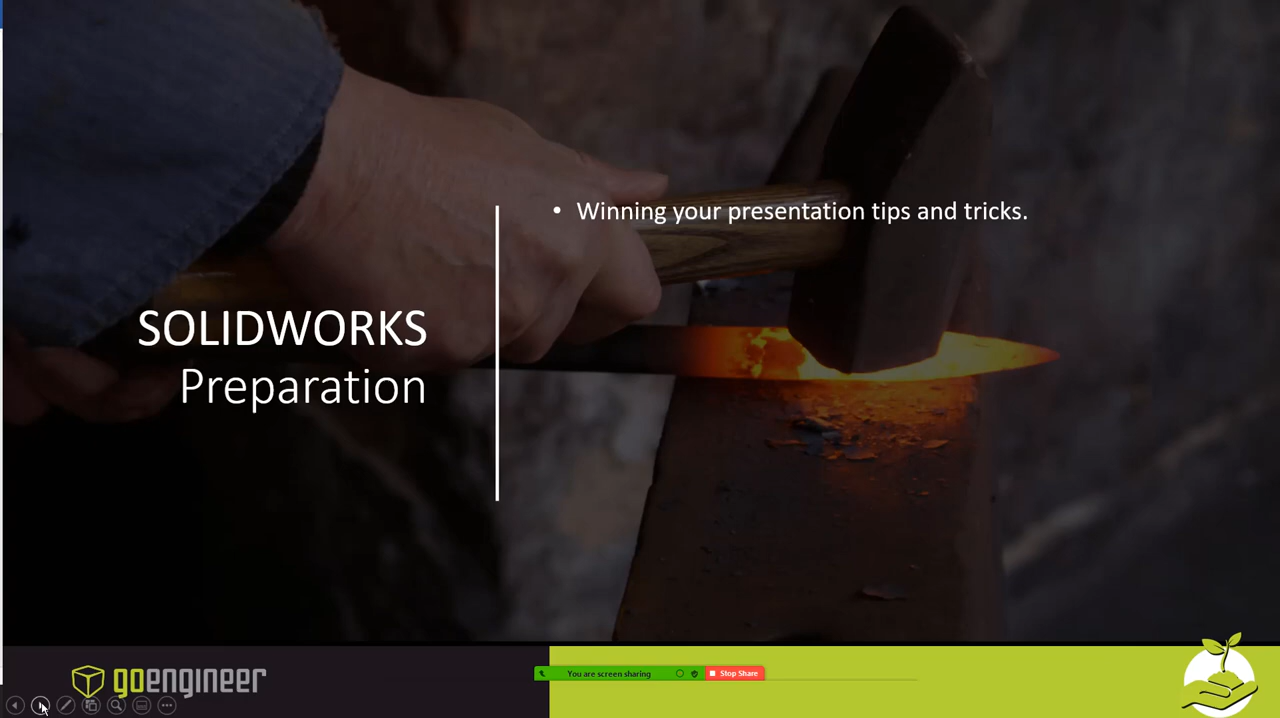 • Winning your presentation tips and tricks.
SOLIDWORKS
Preparation
goengineer
You are screen sharing
Stop Share